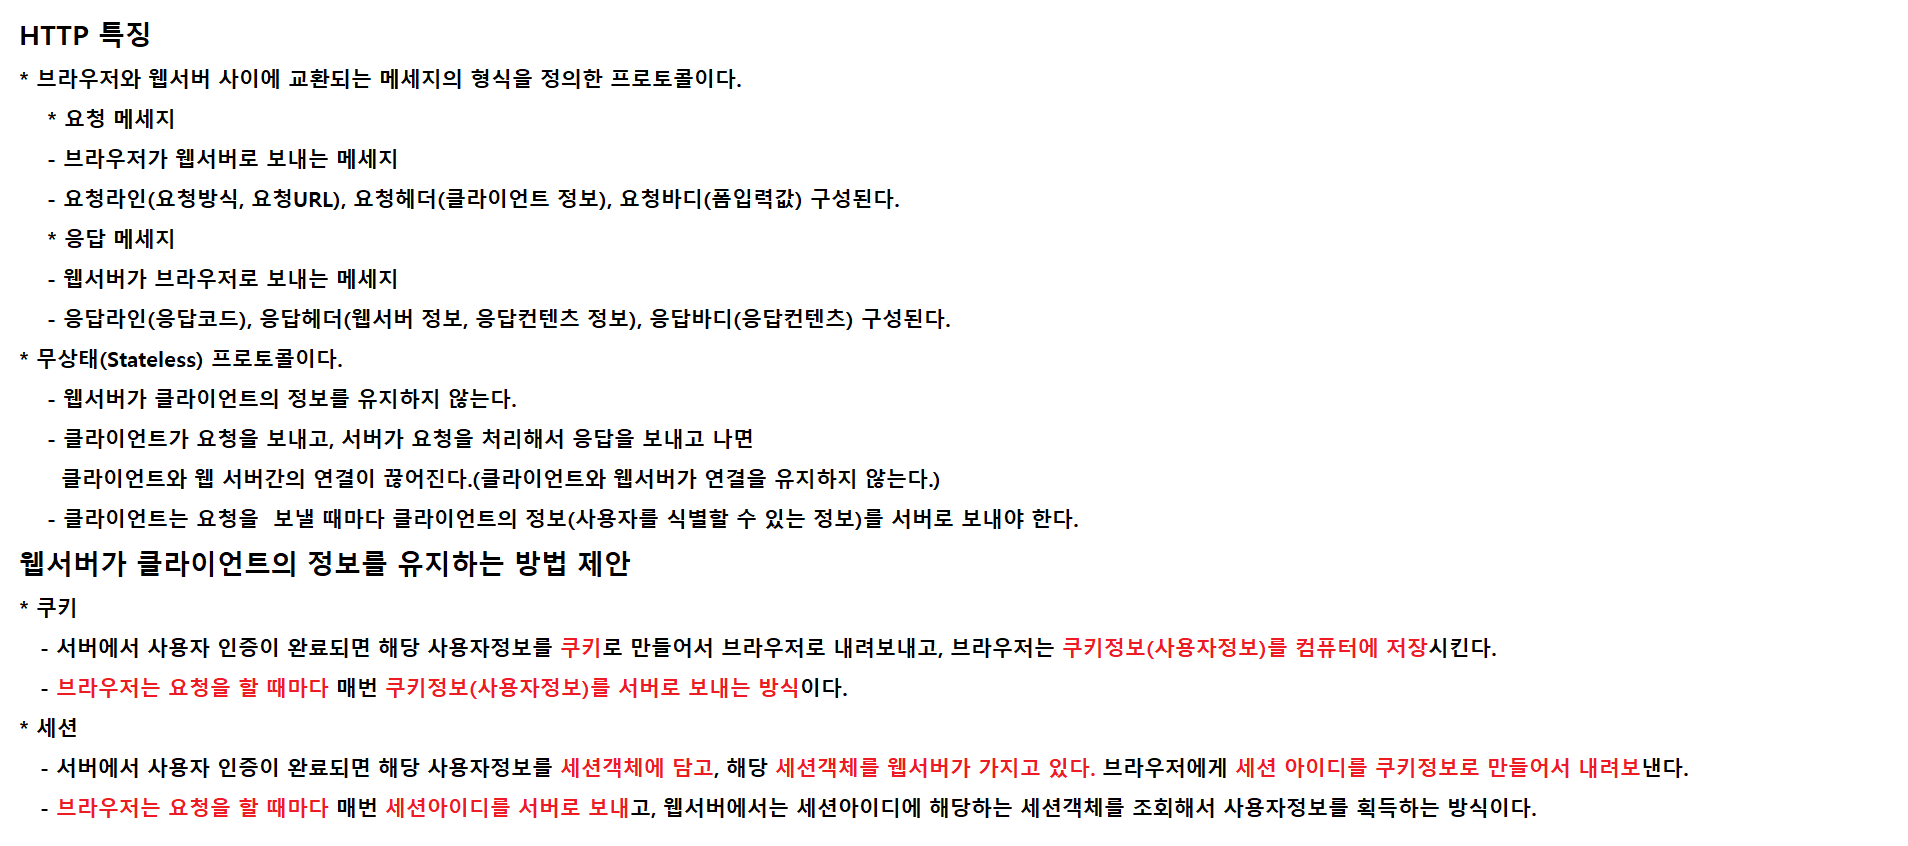 HTTP 특징
* 브라우저와 웹서버 사이에 교환되는 메세지의 형식을 정의한 프로토콜이다.
* 요청 메세지
- 브라우저가 웹서버로 보내는 메세지
- 요청라인(요청방식, 요청URL), 요청헤더(클라이언트 정보), 요청바디(폼입력값) 구성된다.
* 응답 메세지
- 웹서버가 브라우저로 보내는 메세지
- 응답라인(응답코드), 응답헤더(웹서버 정보, 응답컨텐츠 정보), 응답바디(응답컨텐츠) 구성된다.
* 무상태(Stateless) 프로토콜이다.
- 웹서버가 클라이언트의 정보를 유지하지 않는다.
- 클라이언트가 요청을 보내고, 서버가 요청을 처리해서 응답을 보내고 나면
클라이언트와 웹 서버간의 연결이 끊어진다.(클라이언트와 웹서버가 연결을 유지하지 않는다.)
- 클라이언트는 요청을  보낼 때마다 클라이언트의 정보(사용자를 식별할 수 있는 정보)를 서버로 보내야 한다.
웹서버가 클라이언트의 정보를 유지하는 방법 제안
* 쿠키
- 서버에서 사용자 인증이 완료되면 해당 사용자정보를 쿠키로 만들어서 브라우저로 내려보내고, 브라우저는 쿠키정보(사용자정보)를 컴퓨터에 저장시킨다.
- 브라우저는 요청을 할 때마다 매번 쿠키정보(사용자정보)를 서버로 보내는 방식이다.
* 세션
- 서버에서 사용자 인증이 완료되면 해당 사용자정보를 세션객체에 담고, 해당 세션객체를 웹서버가 가지고 있다. 브라우저에게 세션 아이디를 쿠키정보로 만들어서 내려보낸다.
- 브라우저는 요청을 할 때마다 매번 세션아이디를 서버로 보내고, 웹서버에서는 세션아이디에 해당하는 세션객체를 조회해서 사용자정보를 획득하는 방식이다.